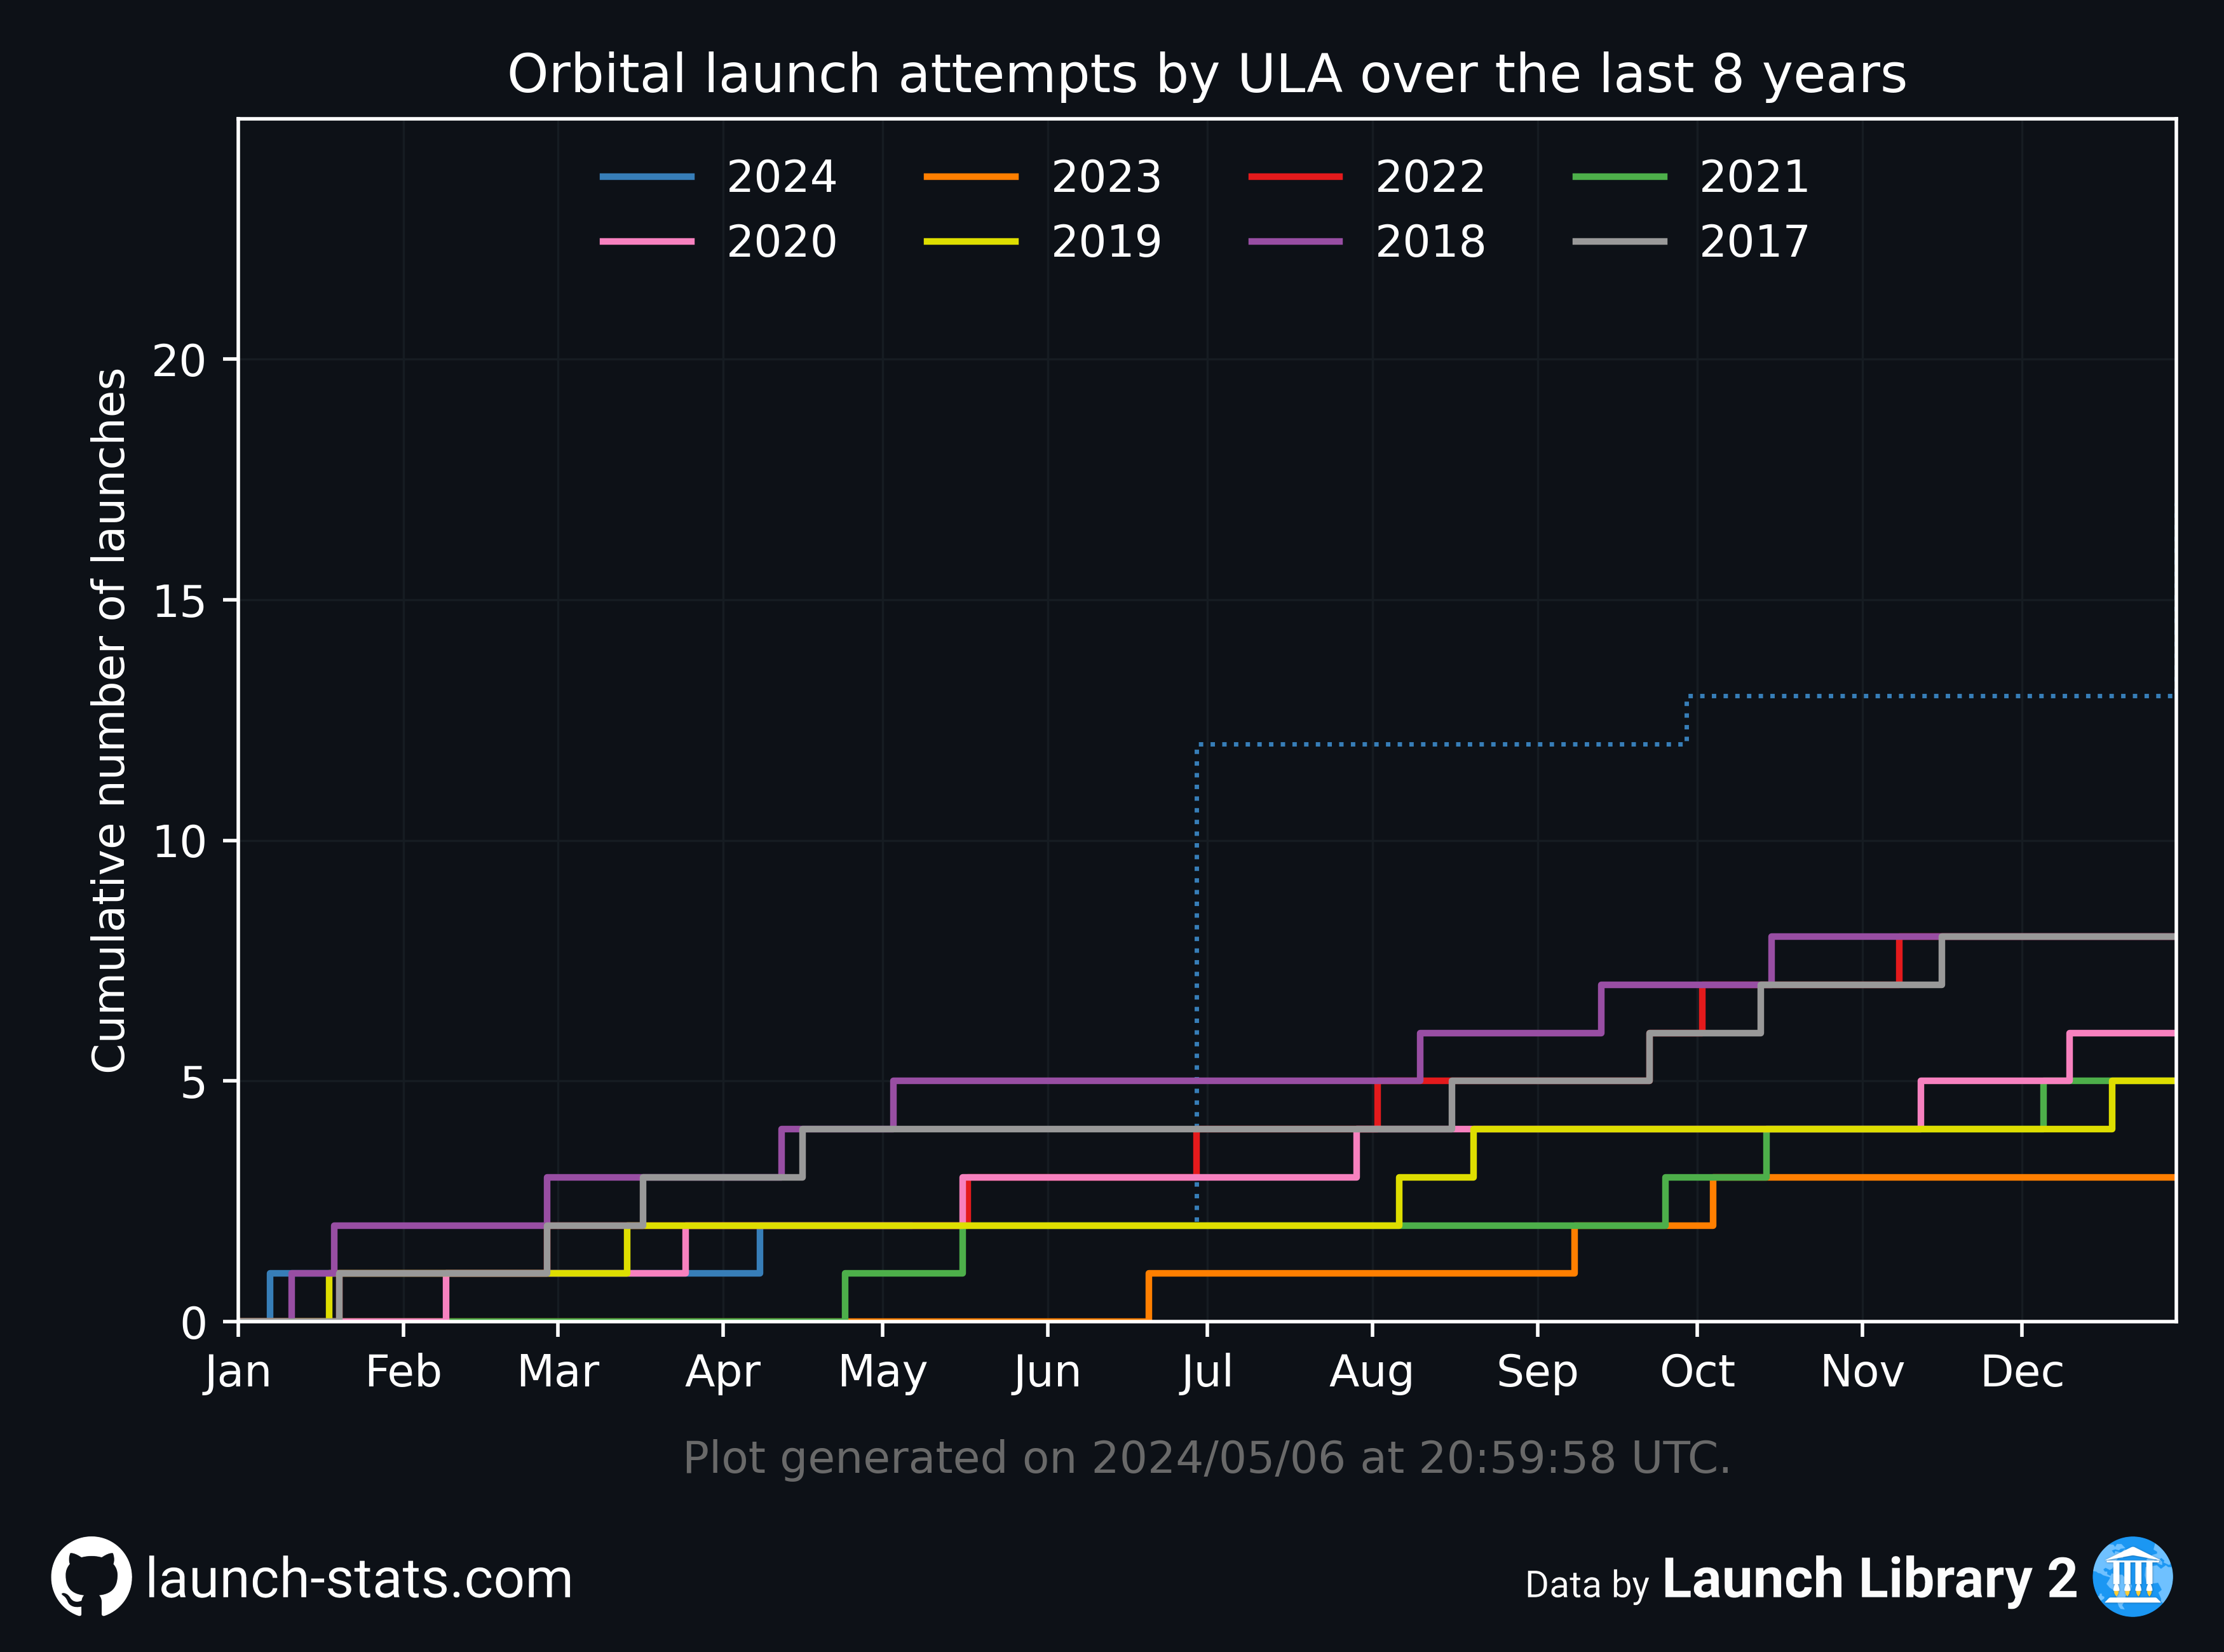 Orbital launch attempts by ULA over the last 8 years
2024 2023 2022 2021
2020 2019 2018 2017
Cumulative number of launches
20
15
10
5
0
Jan Feb Mar Apr May Jun Jul Aug Sep Oct Nov Dec
Plot generated on 2024/05/06 at 20:59:58 UTC.
launch-stats.com
Data by Launch Library 2